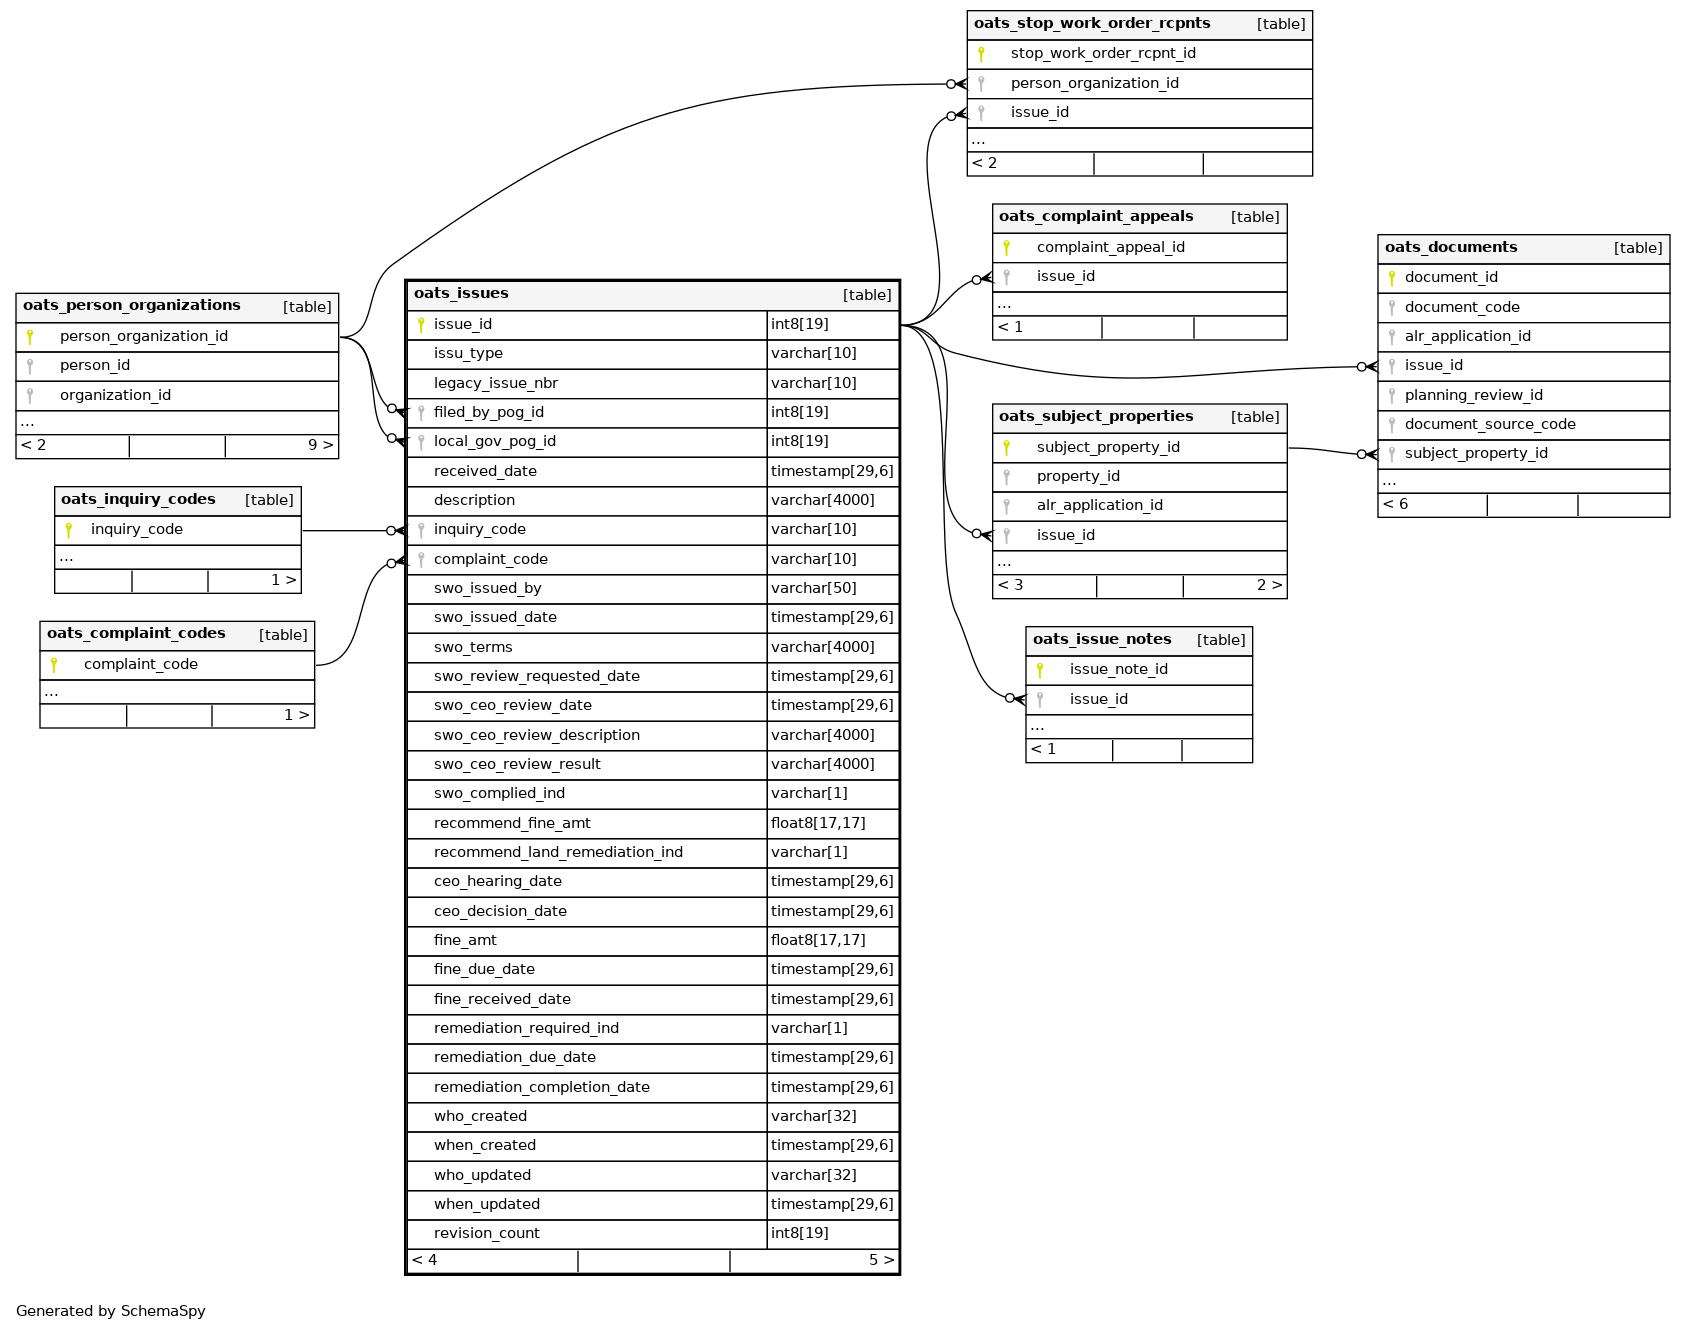 oats_stop_work_order_rcpnts [table]
stop_work_order_rcpnt_id
person_organization_id
issue_id
...
< 2
oats_complaint_appeals [table]
complaint_appeal_id
issue_id
...
< 1
oats_documents [table]
document_id
document_code
alr_application_id
issue_id
planning_review_id
document_source_code
subject_property_id
...
< 6
oats_person_organizations [table]
person_organization_id
person_id
organization_id
...
< 2 9 >
oats_inquiry_codes [table]
inquiry_code
...
1 >
oats_complaint_codes [table]
complaint_code
...
1 >
oats_issues [table]
issue_id int8[19]
issu_type varchar[10]
legacy_issue_nbr varchar[10]
filed_by_pog_id int8[19]
local_gov_pog_id int8[19]
received_date timestamp[29,6]
description varchar[4000]
inquiry_code varchar[10]
complaint_code varchar[10]
swo_issued_by varchar[50]
swo_issued_date timestamp[29,6]
swo_terms varchar[4000]
swo_review_requested_date timestamp[29,6]
swo_ceo_review_date timestamp[29,6]
swo_ceo_review_description varchar[4000]
swo_ceo_review_result varchar[4000]
swo_complied_ind varchar[1]
recommend_fine_amt float8[17,17]
recommend_land_remediation_ind varchar[1]
ceo_hearing_date timestamp[29,6]
ceo_decision_date timestamp[29,6]
fine_amt float8[17,17]
fine_due_date timestamp[29,6]
fine_received_date timestamp[29,6]
remediation_required_ind varchar[1]
remediation_due_date timestamp[29,6]
remediation_completion_date timestamp[29,6]
who_created varchar[32]
when_created timestamp[29,6]
who_updated varchar[32]
when_updated timestamp[29,6]
revision_count int8[19]
< 4 5 >
oats_subject_properties [table]
subject_property_id
property_id
alr_application_id
issue_id
...
< 3 2 >
oats_issue_notes [table]
issue_note_id
issue_id
...
< 1
Generated by SchemaSpy